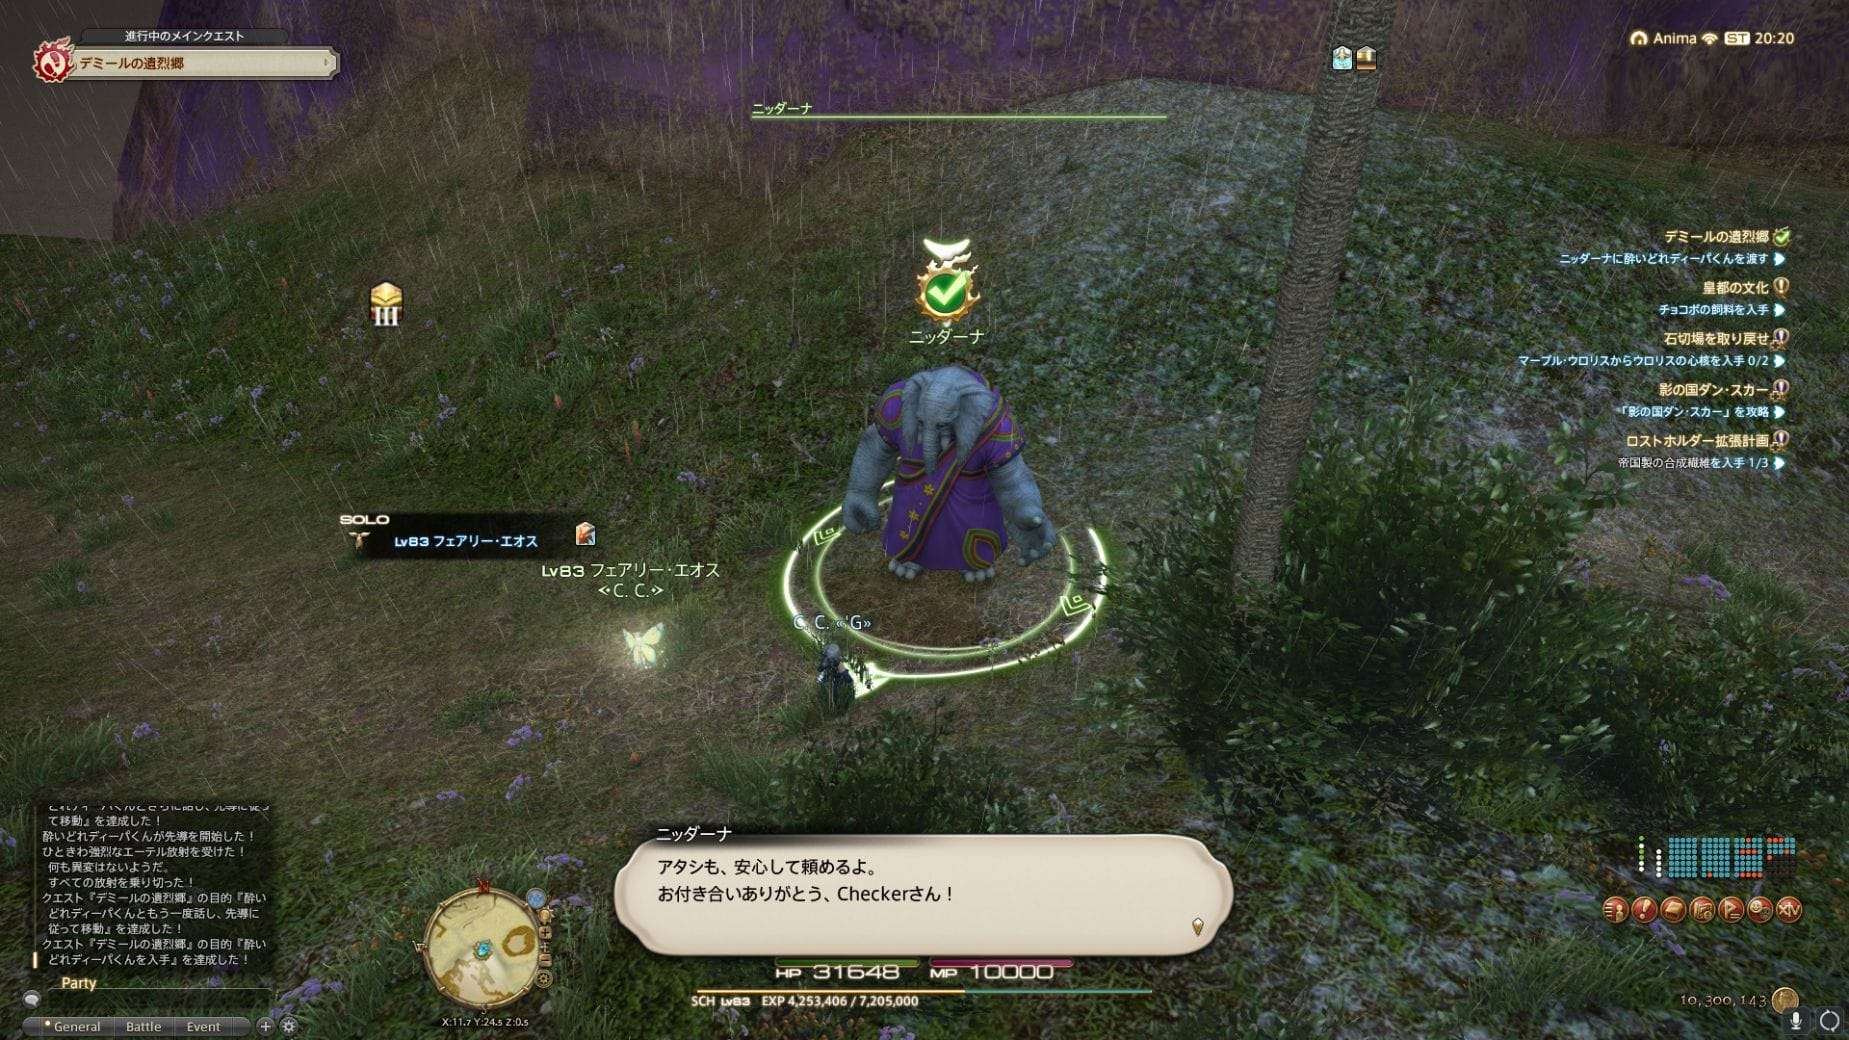 進行中のメインクエスト
デミールの遺烈郷
Anima ST 20:20
ニッダーナ
デミールの遺烈郷
ニッダーナに酔いどれディーパくんを渡す
皇都の文化
チョコボの飼料を入手
石切場を取り戻せ
マーブル・ウロリスからウロリスの心核を入手 0/2
影の国ダン・スカー
「影の国ダン・スカー」を攻略
ロストホルダー拡張計画
帝国製の合成繊維を入手 1/3
III
ニッダーナ
SOLO
Lv83 フェアリー・エオス
Lv83 フェアリー・エオス
<C. C.>
C. C. «'G»
て移動』を達成した！
酔いどれディーパくんが先導を開始した！
ひときわ強烈なエーテル放射を受けた！
何も異変はないようだ。
すべての放射を乗り切った！
クエスト『デミールの遺烈郷』の目的『酔い
どれディーパくんともう一度話し、先導に
従って移動』を達成した！
クエスト『デミールの遺烈郷』の目的『酔い
どれディーパくんを入手』を達成した！
Party
General Battle Event
X:11.7 Y:24.5 Z:0.5
ニッダーナ
アタシも、安心して頼めるよ。
お付き合いありがとう、Checkerさん！
HP 31648 MP 10000
SCH Lv83 EXP 4,253,406 / 7,205,000
XIV
10,300,143